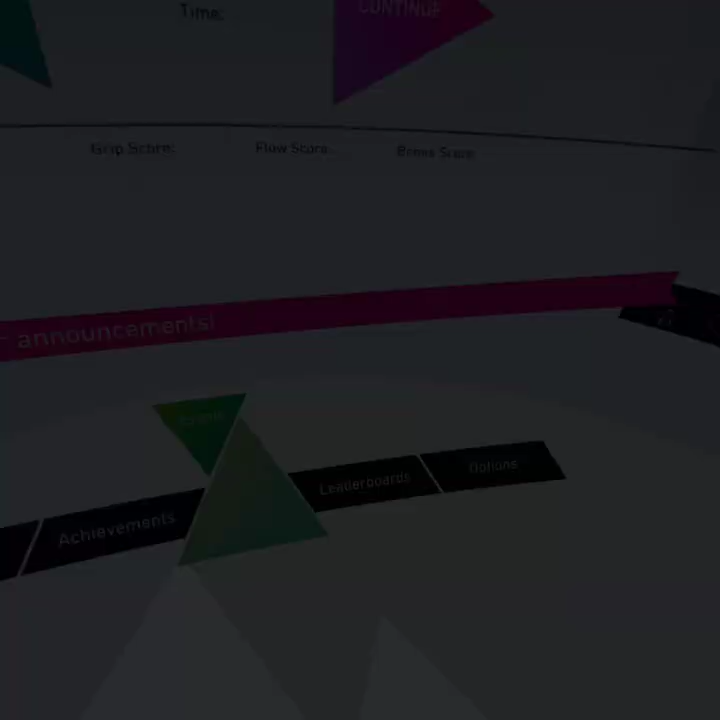 CONTINUE
Time:
Grip Score: Flow Score: Bonus Score:
announcements!
Achievements Leaderboards Options